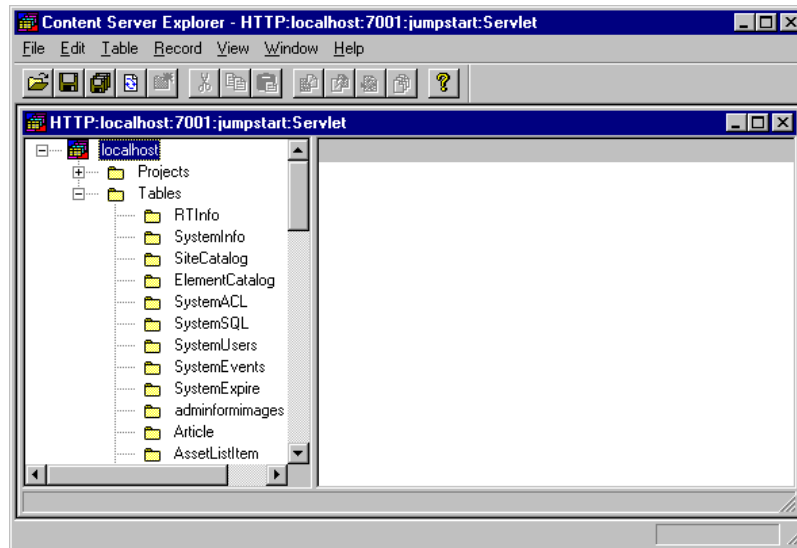 Content Server Explorer - HTTP:localhost:7001:jumpstart:Servlet
File Edit Table Record View Window Help
HTTP:localhost:7001:jumpstart:Servlet
localhost
Projects
Tables
RTInfo
SystemInfo
SiteCatalog
ElementCatalog
SystemACL
SystemSQL
SystemUsers
SystemEvents
SystemExpire
adminformimages
Article
AssetListItem